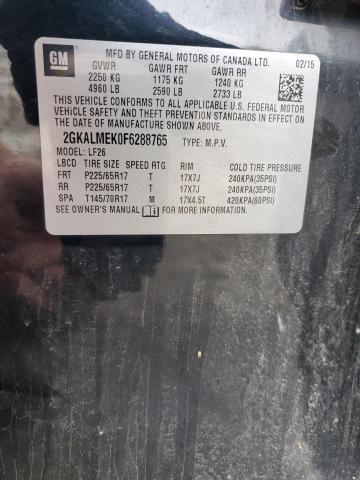 GM
MFD BY GENERAL MOTORS OF CANADA LTD. 02/15
GVWR GAWR FRT GAWR RR
2250 KG 1175 KG 1240 KG
4960 LB 2590 LB 2733 LB
THIS VEHICLE CONFORMS TO ALL APPLICABLE U.S. FEDERAL MOTOR
VEHICLE SAFETY AND THEFT PREVENTION STANDARDS IN EFFECT ON
THE DATE OF MANUFACTURE SHOWN ABOVE.
2GKALMEK0F6288765 TYPE: M.P.V.
MODEL: LF26
LBCD TIRE SIZE SPEED RTG RIM COLD TIRE PRESSURE
FRT P225/65R17 T 17X7J 240KPA(35PSI)
RR P225/65R17 T 17X7J 240KPA(35PSI)
SPA T145/70R17 M 17X4.5T 420KPA(60PSI)
SEE OWNER'S MANUAL FOR MORE INFORMATION.